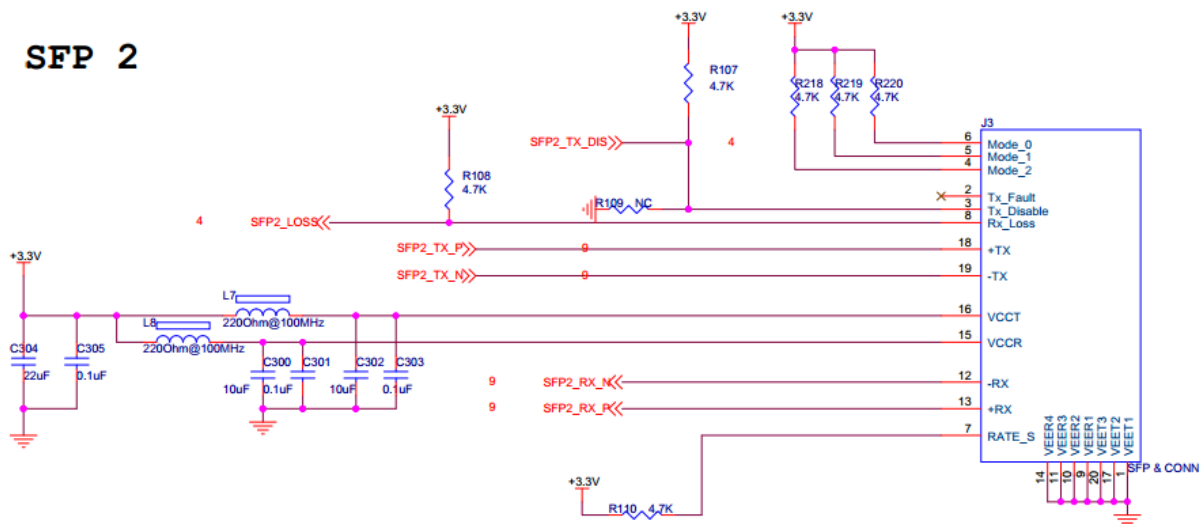 SFP 2
+3.3V
+3.3V
R107
4.7K
R218
4.7K
R219
4.7K
R220
4.7K
J3
+3.3V
SFP2_TX_DIS
4
R108
4.7K
R109 NC
4
SFP2_LOSS
SFP2_TX_P
9
SFP2_TX_N
9
6 Mode_0
5 Mode_1
4 Mode_2
2 Tx_Fault
3 Tx_Disable
8 Rx_Loss
18 +TX
19 -TX
16 VCCT
15 VCCR
12 -RX
13 +RX
7 RATE_S
+3.3V
L7
220Ohm@100MHz
L8
220Ohm@100MHz
C304
22uF
C305
0.1uF
C300
10uF
C301
0.1uF
C302
10uF
C303
0.1uF
9
SFP2_RX_N
9
SFP2_RX_P
+3.3V
R110 4.7K
VEER4
VEER3
VEER2
VEER1
VEET3
VEET2
VEET1
14
11
10
9
20
17
1
SFP & CONN